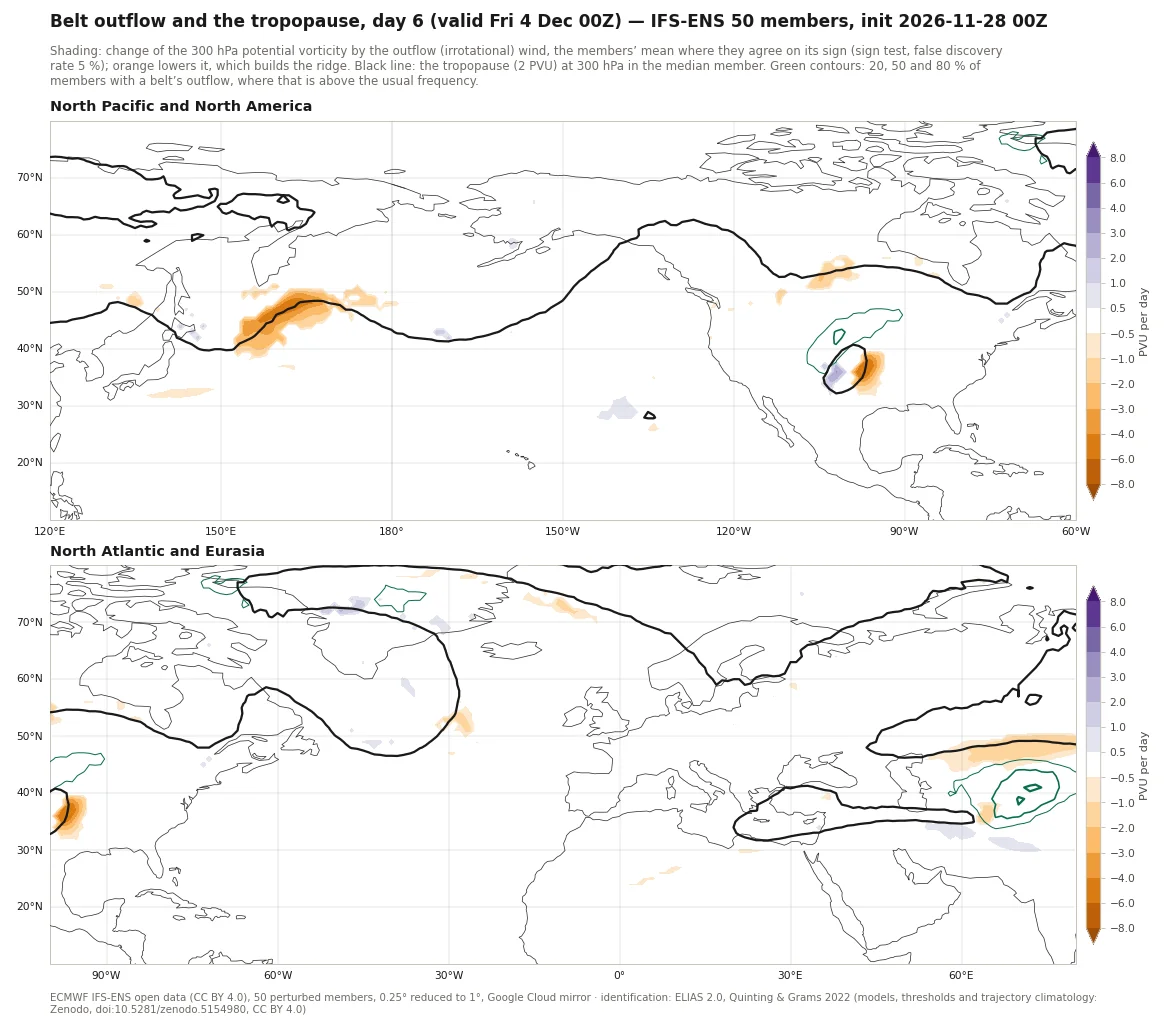 Belt outflow and the tropopause, day 6 (valid Fri 4 Dec 00Z) — IFS-ENS 50 members, init 2026-11-28 00Z
Shading: change of the 300 hPa potential vorticity by the outflow (irrotational) wind, the members’ mean where they agree on its sign (sign test, false discovery
rate 5 %); orange lowers it, which builds the ridge. Black line: the tropopause (2 PVU) at 300 hPa in the median member. Green contours: 20, 50 and 80 % of
members with a belt’s outflow, where that is above the usual frequency.
North Pacific and North America
70°N
60°N
50°N
40°N
30°N
20°N
120°E 150°E 180° 150°W 120°W 90°W 60°W
8.0
6.0
4.0
3.0
2.0
1.0
0.5
−0.5
−1.0
−2.0
−3.0
−4.0
−6.0
−8.0
PVU per day
North Atlantic and Eurasia
70°N
60°N
50°N
40°N
30°N
20°N
90°W 60°W 30°W 0° 30°E 60°E
8.0
6.0
4.0
3.0
2.0
1.0
0.5
−0.5
−1.0
−2.0
−3.0
−4.0
−6.0
−8.0
PVU per day
ECMWF IFS-ENS open data (CC BY 4.0), 50 perturbed members, 0.25° reduced to 1°, Google Cloud mirror · identification: ELIAS 2.0, Quinting & Grams 2022 (models, thresholds and trajectory climatology:
Zenodo, doi:10.5281/zenodo.5154980, CC BY 4.0)